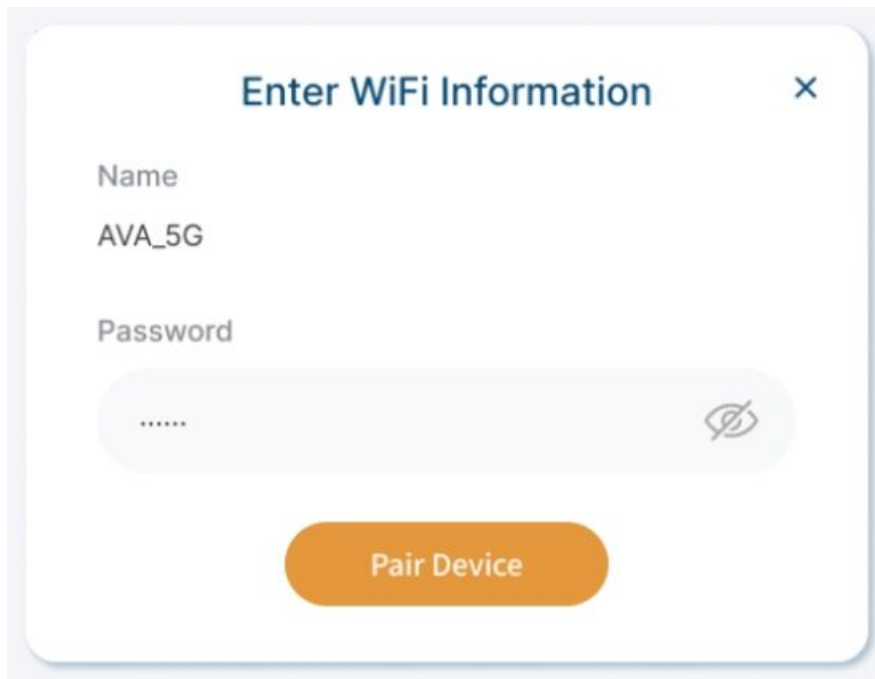 Enter WiFi Information
Name
AVA_5G
Password
······
Pair Device